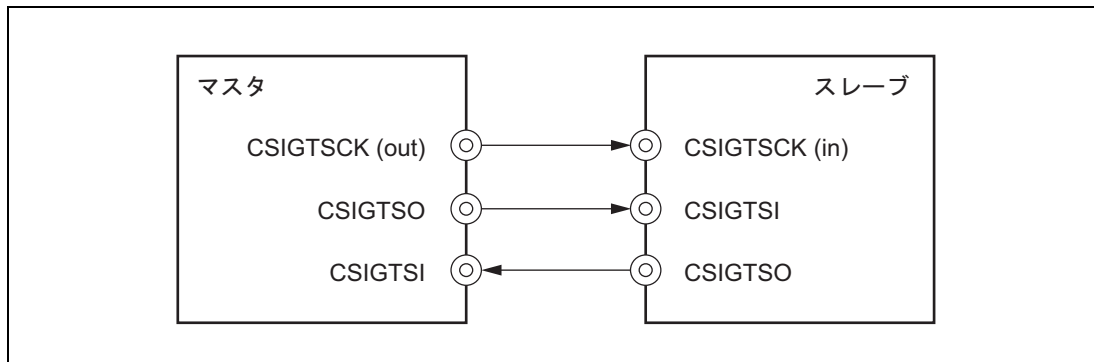 マスタ
スレーブ
CSIGTSCK (out)
CSIGTSCK (in)
CSIGTSO
CSIGTSI
CSIGTSI
CSIGTSO